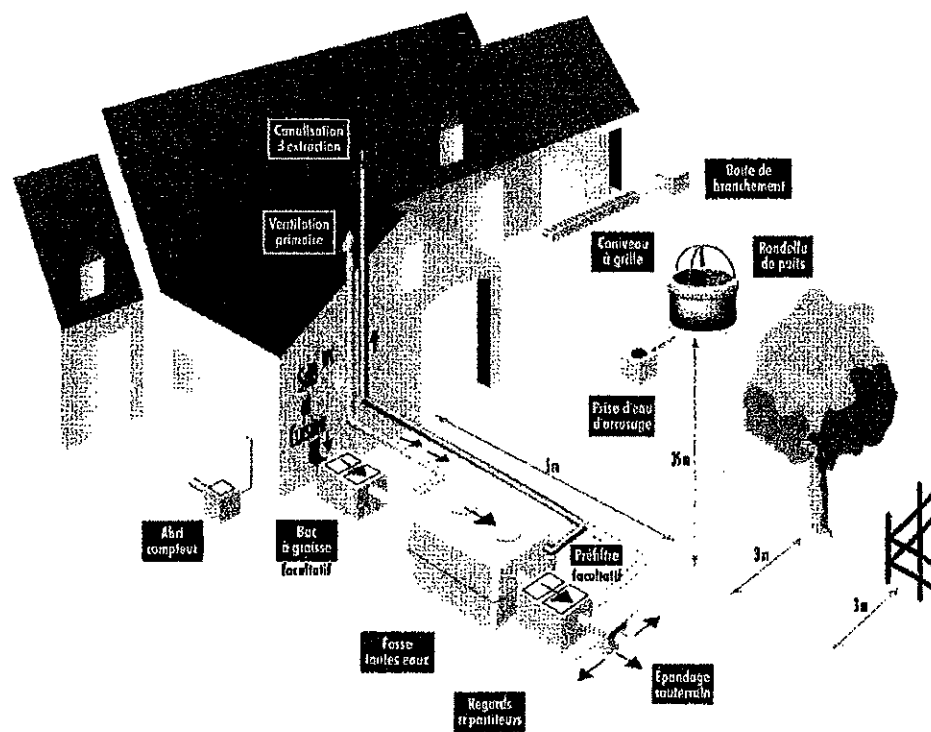 Canalisation
d'extraction
Ventilation
primaire
Boîte de
branchement
Caniveau
à grille
Rondelle
de puits
Prise d'eau
d'arrosage
5m
35m
3m
3m
Abri
compteur
Bac
à graisse
facultatif
Préfiltre
facultatif
Fosse
toutes eaux
Regards
répartiteurs
Épandage
souterrain